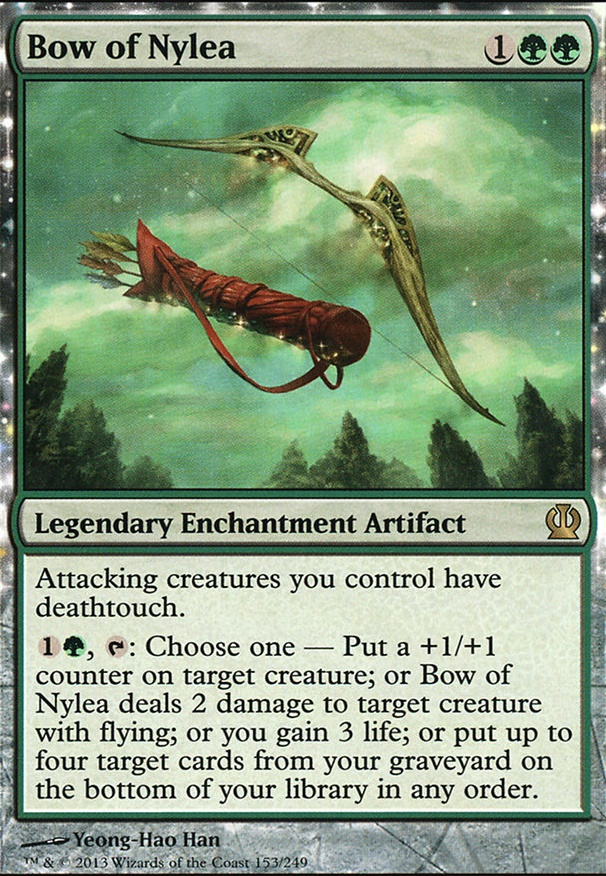 Bow of Nylea 1
Legendary Enchantment Artifact
Attacking creatures you control have
deathtouch.
1 , : Choose one — Put a +1/+1
counter on target creature; or Bow of
Nylea deals 2 damage to target creature
with flying; or you gain 3 life; or put up to
four target cards from your graveyard on
the bottom of your library in any order.
Yeong-Hao Han
™ & © 2013 Wizards of the Coast 153/249